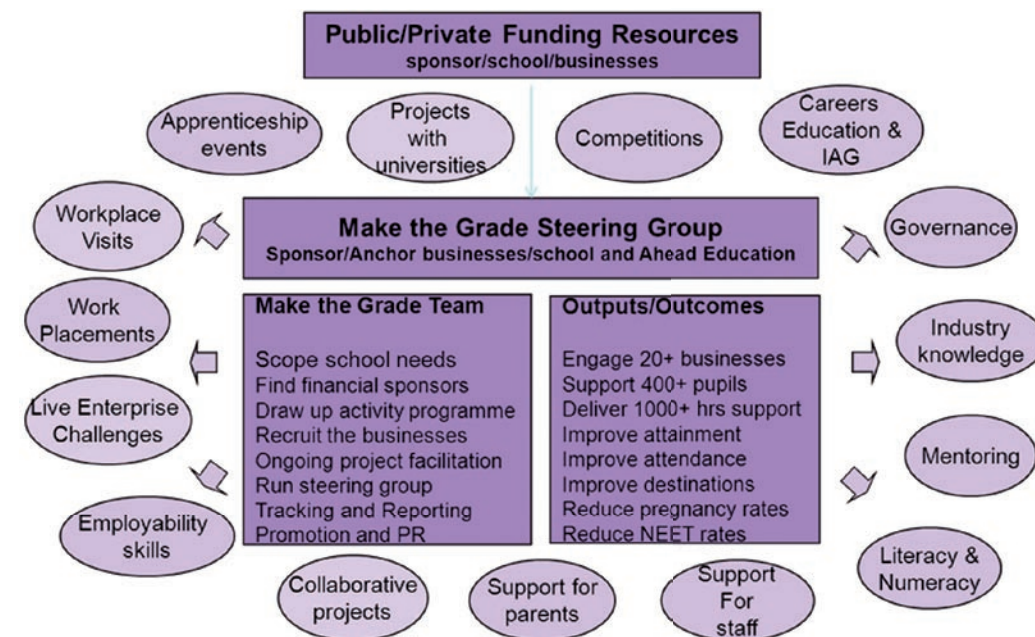 Public/Private Funding Resources
sponsor/school/businesses
Apprenticeship
events
Projects
with
universities
Competitions
Careers
Education &
IAG
Workplace
Visits
Make the Grade Steering Group
Sponsor/Anchor businesses/school and Ahead Education
Governance
Work
Placements
Live Enterprise
Challenges
Employability
skills
Make the Grade Team
Scope school needs
Find financial sponsors
Draw up activity programme
Recruit the businesses
Ongoing project facilitation
Run steering group
Tracking and Reporting
Promotion and PR
Outputs/Outcomes
Engage 20+ businesses
Support 400+ pupils
Deliver 1000+ hrs support
Improve attainment
Improve attendance
Improve destinations
Reduce pregnancy rates
Reduce NEET rates
Industry
knowledge
Mentoring
Literacy &
Numeracy
Collaborative
projects
Support for
parents
Support
For
staff